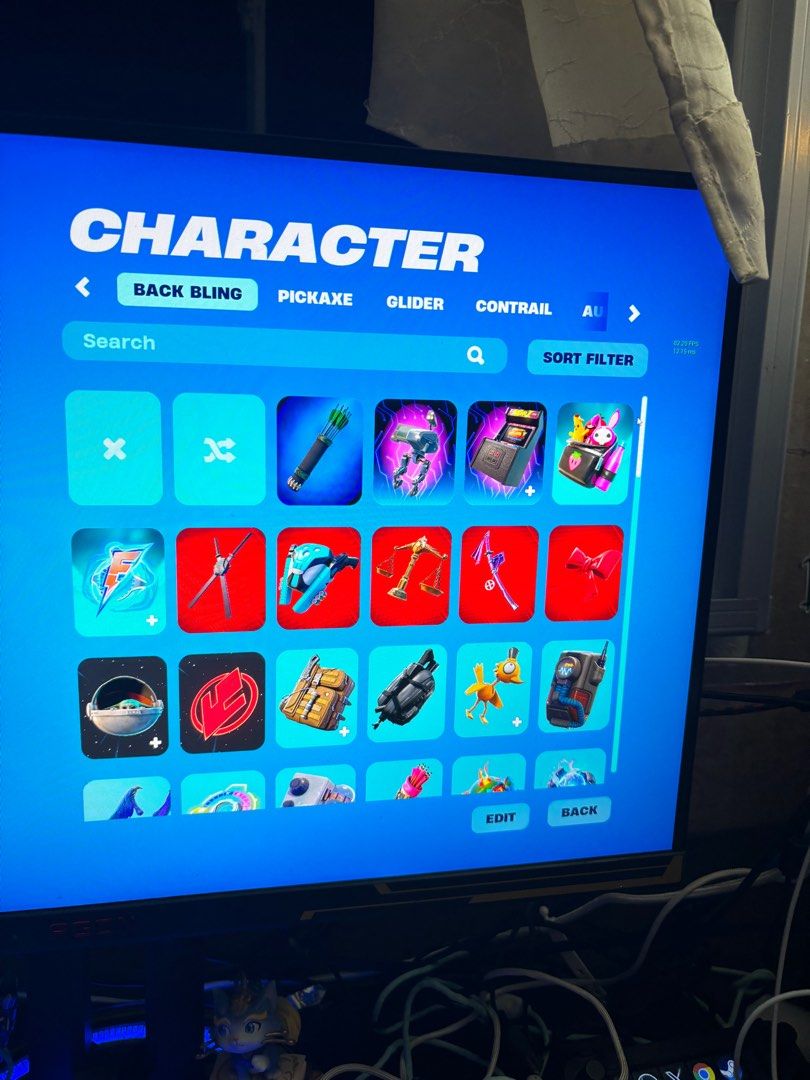 CHARACTER
BACK BLING
PICKAXE
GLIDER
CONTRAIL
AU
Search
SORT FILTER
EDIT
BACK